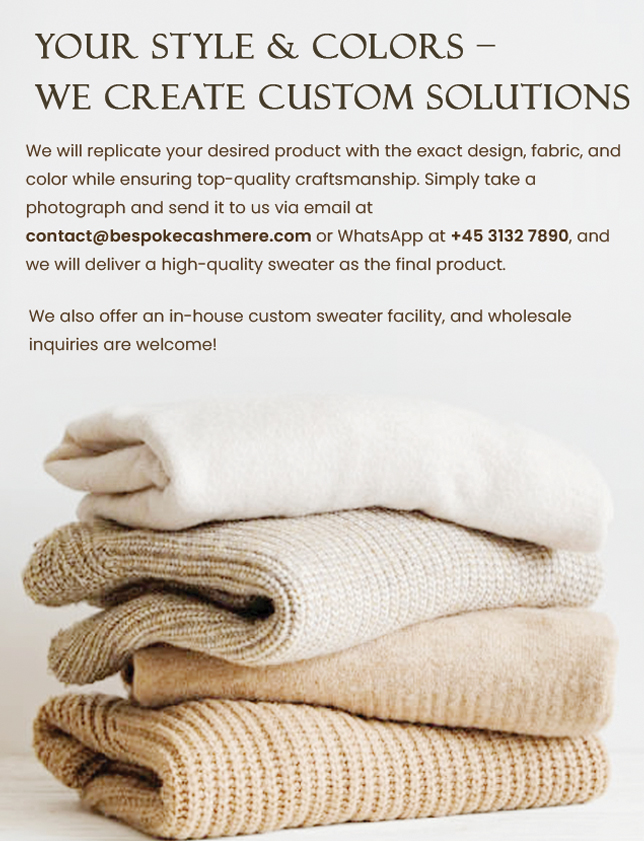 YOUR STYLE & COLORS –
WE CREATE CUSTOM SOLUTIONS
We will replicate your desired product with the exact design, fabric, and
color while ensuring top-quality craftsmanship. Simply take a
photograph and send it to us via email at
contact@bespokecashmere.com or WhatsApp at +45 3132 7890, and
we will deliver a high-quality sweater as the final product.
We also offer an in-house custom sweater facility, and wholesale
inquiries are welcome!